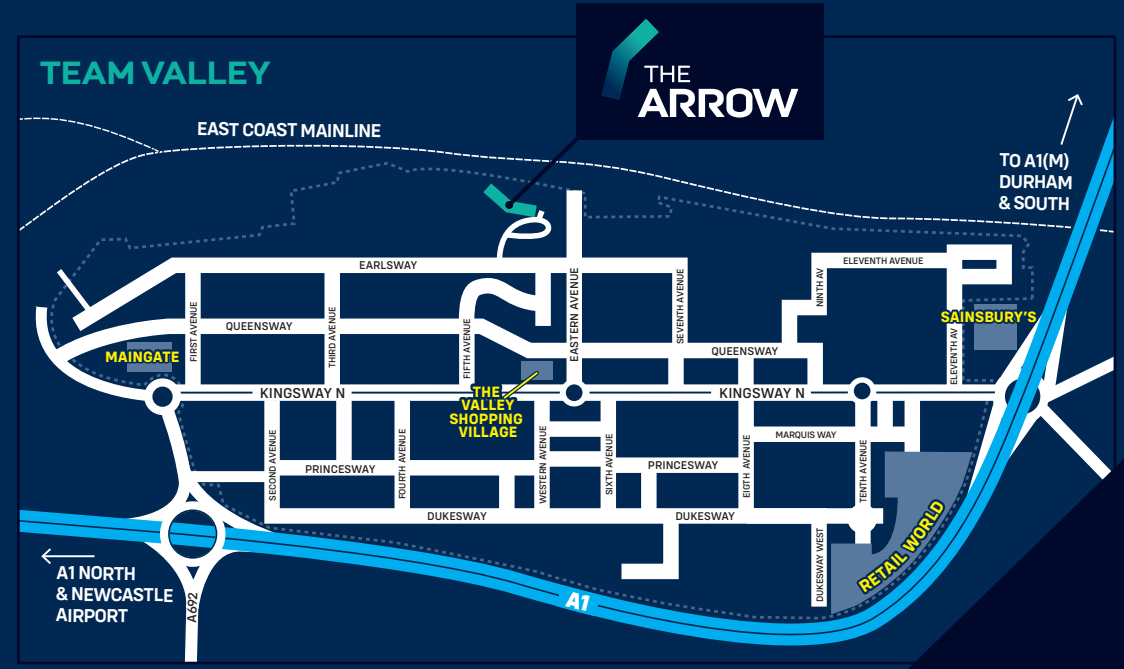 TEAM VALLEY
THE
ARROW
EAST COAST MAINLINE
TO A1(M)
DURHAM
& SOUTH
EARLSWAY
ELEVENTH AVENUE
NINTH AV
FIRST AVENUE
THIRD AVENUE
FIFTH AVENUE
EASTERN AVENUE
SEVENTH AVENUE
ELEVENTH AV
SAINSBURY'S
QUEENSWAY
QUEENSWAY
MAINGATE
KINGSWAY N
KINGSWAY N
THE
VALLEY
SHOPPING
VILLAGE
SECOND AVENUE
FOURTH AVENUE
WESTERN AVENUE
SIXTH AVENUE
EIGTH AVENUE
TENTH AVENUE
MARQUIS WAY
PRINCESWAY
PRINCESWAY
DUKESWAY
DUKESWAY
DUKESWAY WEST
RETAIL WORLD
A1 NORTH
& NEWCASTLE
AIRPORT
A692
A1